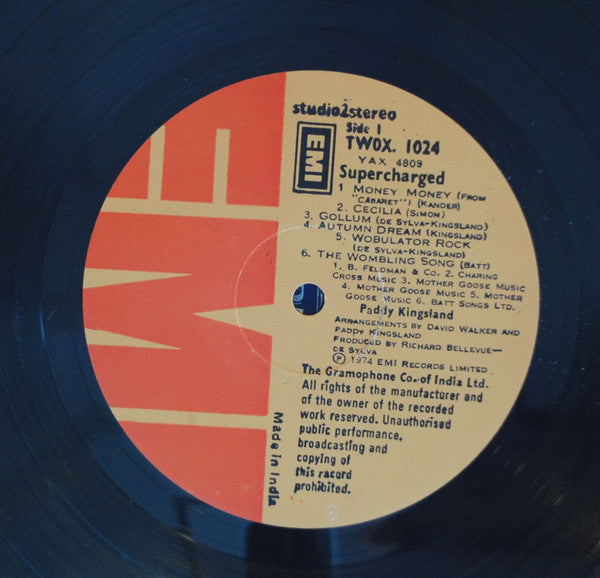 studio2stereo
Side 1
EMI
TWOX. 1024
YAX 4809
Supercharged
1 MONEY MONEY (FROM
"CABARET") (KANDER)
2. CECILIA (SIMON)
3. GOLLUM (DE SYLVA-KINGSLAND)
4. AUTUMN DREAM (KINGSLAND)
5. WOBULATOR ROCK
(DE SYLVA-KINGSLAND)
6. THE WOMBLING SONG (BATT)
1. B. FELDMAN & CO. 2. CHARING
CROSS MUSIC 3. MOTHER GOOSE MUSIC
4. MOTHER GOOSE MUSIC 5. MOTHER
GOOSE MUSIC 6. BATT SONGS LTD.
Paddy Kingsland
ARRANGEMENTS BY DAVID WALKER AND
PADDY KINGSLAND
PRODUCED BY RICHARD BELLEVUE-
DE SYLVA
℗ 1974 EMI RECORDS LIMITED
The Gramophone Co. of India Ltd.
All rights of the manufacturer and
of the owner of the recorded
work reserved. Unauthorised
public performance,
broadcasting and
copying of
this record
prohibited.
Made in India
EMI